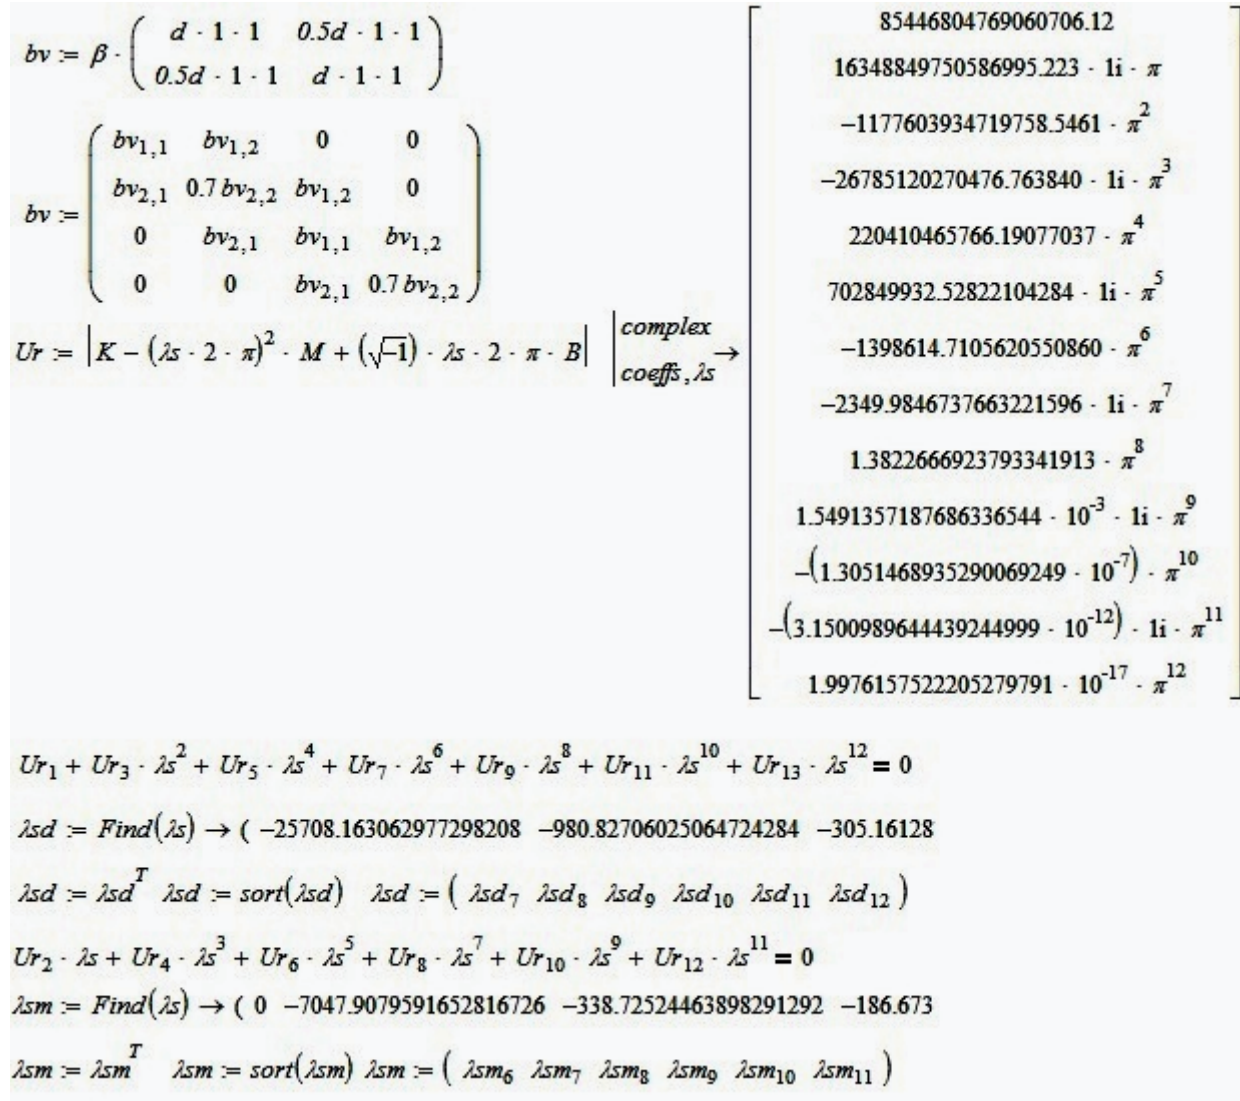 bv := β · ( d · 1 · 1   0.5d · 1 · 1
0.5d · 1 · 1   d · 1 · 1 )
bv := ( bv₁,₁   bv₁,₂   0   0
bv₂,₁   0.7 bv₂,₂   bv₁,₂   0
0   bv₂,₁   bv₁,₁   bv₁,₂
0   0   bv₂,₁   0.7 bv₂,₂ )
Ur := |K − (λs · 2 · π)² · M + (√−1) · λs · 2 · π · B| | complex
coeffs, λs →
[ 85446804769060706.12
16348849750586995.223 · 1i · π
−1177603934719758.5461 · π²
−26785120270476.763840 · 1i · π³
220410465766.19077037 · π⁴
702849932.52822104284 · 1i · π⁵
−1398614.7105620550860 · π⁶
−2349.9846737663221596 · 1i · π⁷
1.3822666923793341913 · π⁸
1.5491357187686336544 · 10⁻³ · 1i · π⁹
−(1.3051468935290069249 · 10⁻⁷) · π¹⁰
−(3.1500989644439244999 · 10⁻¹²) · 1i · π¹¹
1.9976157522205279791 · 10⁻¹⁷ · π¹² ]
Ur₁ + Ur₃ · λs² + Ur₅ · λs⁴ + Ur₇ · λs⁶ + Ur₉ · λs⁸ + Ur₁₁ · λs¹⁰ + Ur₁₃ · λs¹² = 0
λsd := Find(λs) → ( −25708.163062977298208   −980.82706025064724284   −305.16128
λsd := λsdᵀ   λsd := sort(λsd)   λsd := ( λsd₇   λsd₈   λsd₉   λsd₁₀   λsd₁₁   λsd₁₂ )
Ur₂ · λs + Ur₄ · λs³ + Ur₆ · λs⁵ + Ur₈ · λs⁷ + Ur₁₀ · λs⁹ + Ur₁₂ · λs¹¹ = 0
λsm := Find(λs) → ( 0   −7047.9079591652816726   −338.72524463898291292   −186.673
λsm := λsmᵀ   λsm := sort(λsm)   λsm := ( λsm₆   λsm₇   λsm₈   λsm₉   λsm₁₀   λsm₁₁ )